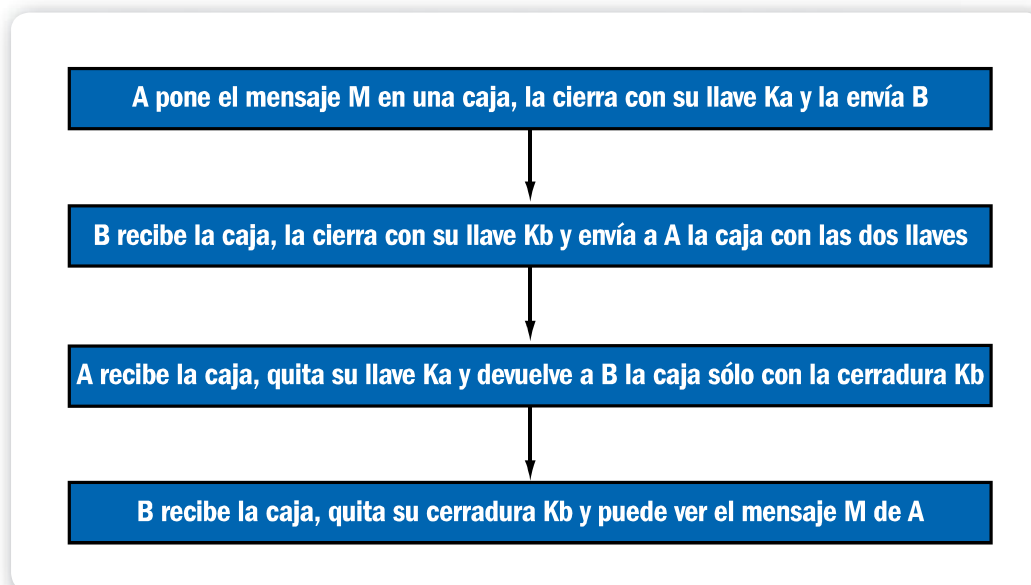 A pone el mensaje M en una caja, la cierra con su llave Ka y la envía B
B recibe la caja, la cierra con su llave Kb y envía a A la caja con las dos llaves
A recibe la caja, quita su llave Ka y devuelve a B la caja sólo con la cerradura Kb
B recibe la caja, quita su cerradura Kb y puede ver el mensaje M de A